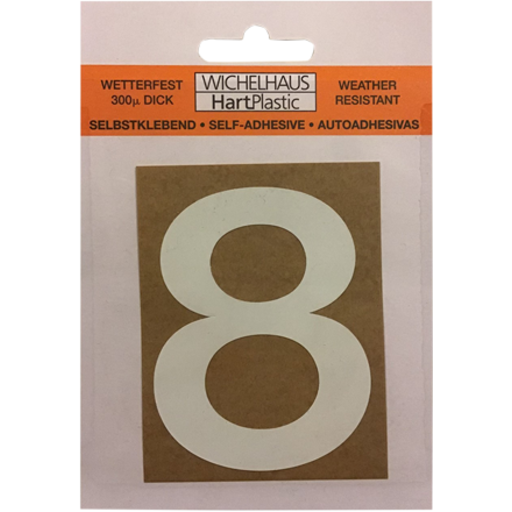 WETTERFEST
300µ DICK
WICHELHAUS
HartPlastic
WEATHER
RESISTANT
SELBSTKLEBEND • SELF-ADHESIVE • AUTOADHESIVAS
8